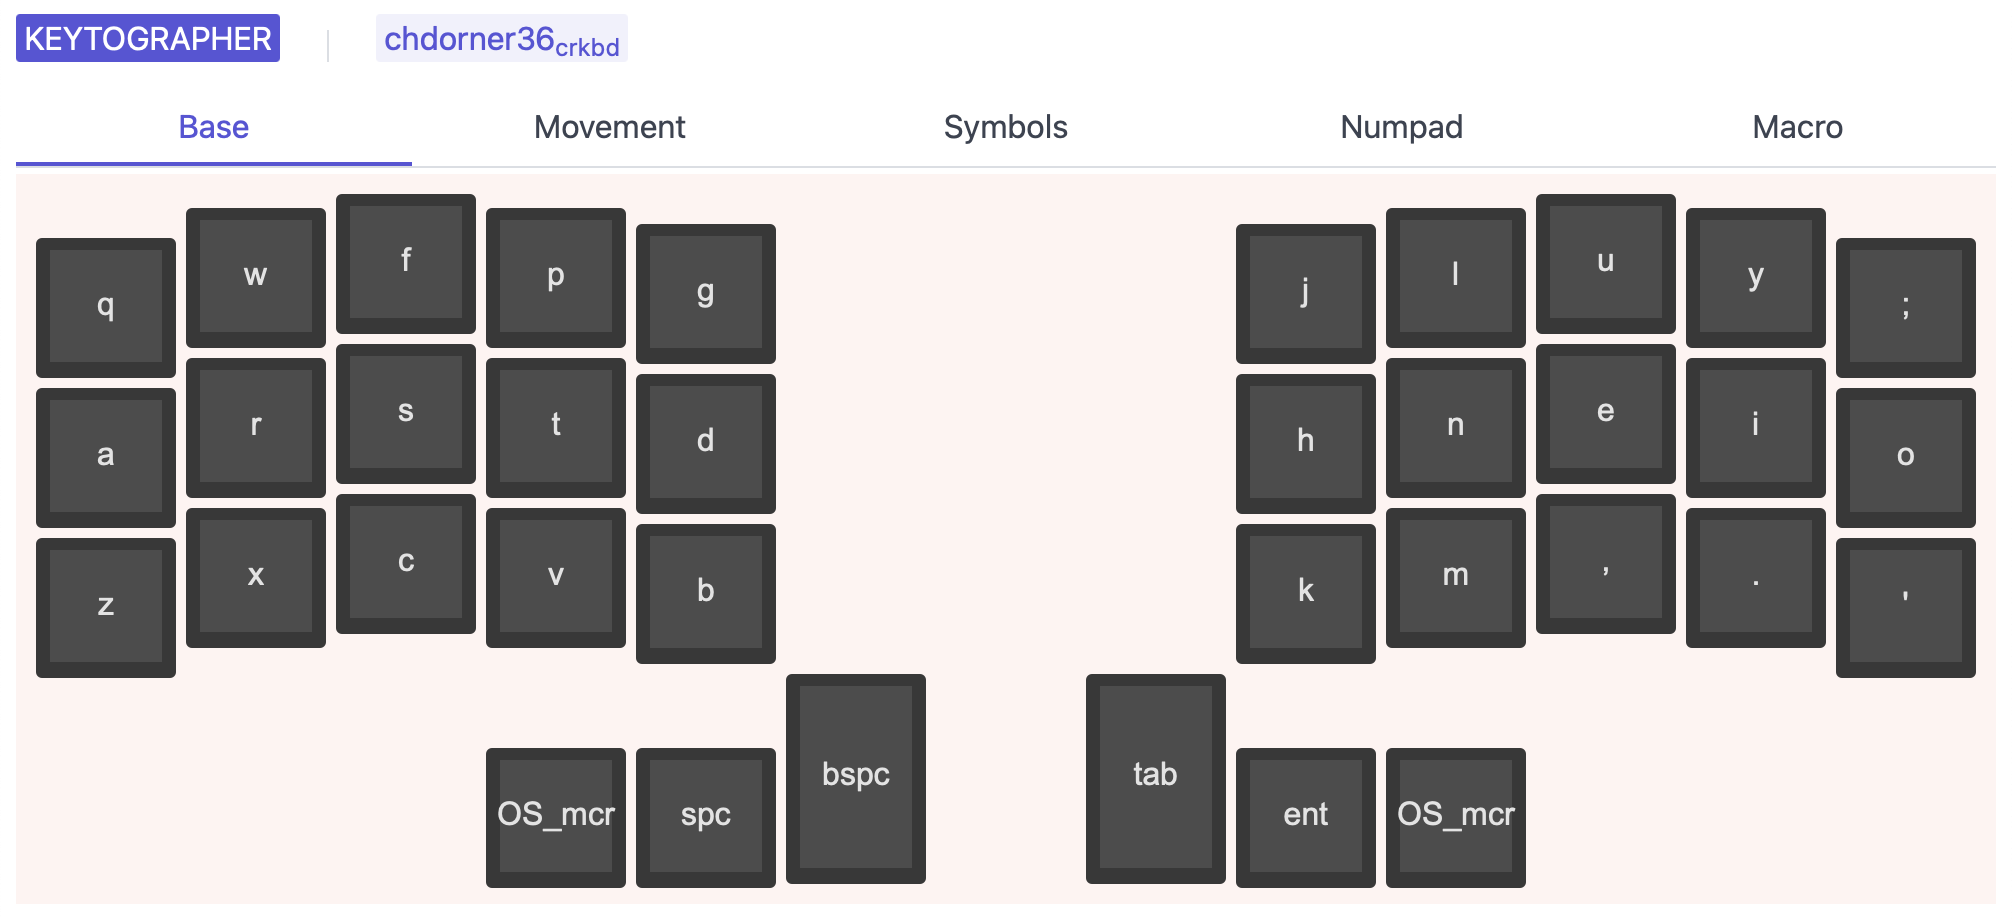 KEYTOGRAPHER chdorner36crkbd
Base Movement Symbols Numpad Macro
q w f p g j l u y ;
a r s t d h n e i o
z x c v b k m , . '
OS_mcr spc bspc tab ent OS_mcr